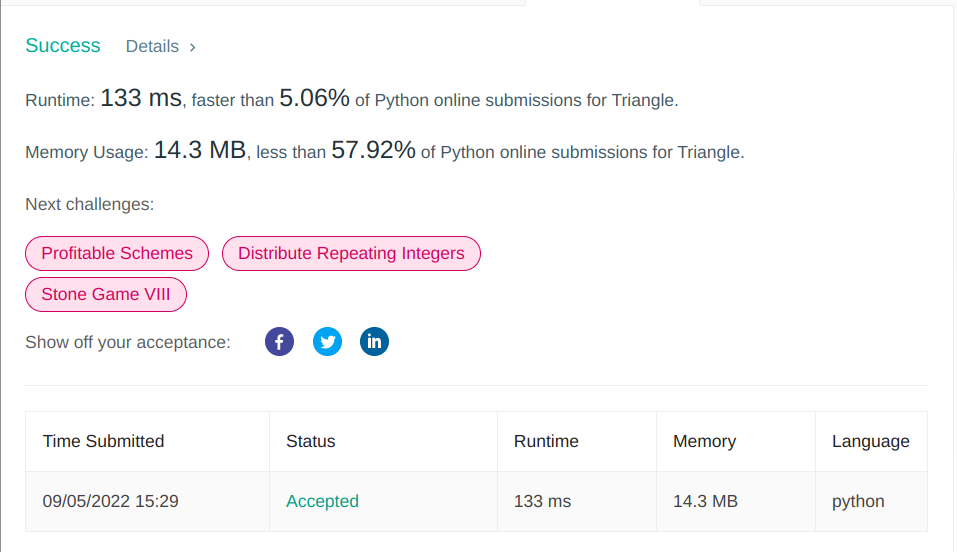 Success Details >
Runtime: 133 ms, faster than 5.06% of Python online submissions for Triangle.
Memory Usage: 14.3 MB, less than 57.92% of Python online submissions for Triangle.
Next challenges:
Profitable Schemes Distribute Repeating Integers
Stone Game VIII
Show off your acceptance: f in
Time Submitted Status Runtime Memory Language
09/05/2022 15:29 Accepted 133 ms 14.3 MB python